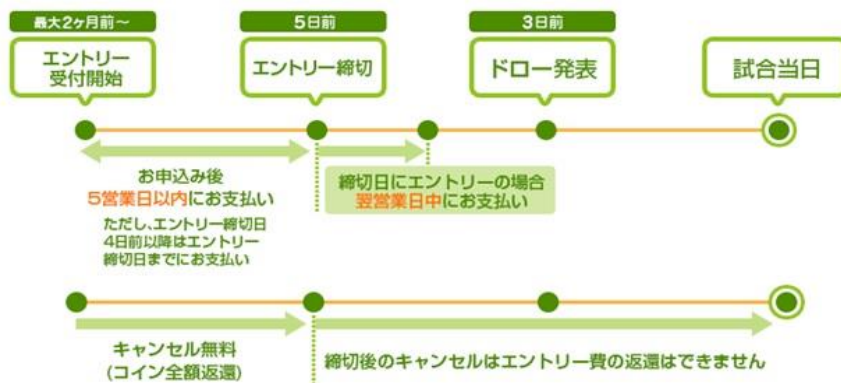 最大2ヶ月前〜
エントリー
受付開始
5日前
エントリー締切
3日前
ドロー発表
試合当日
お申込み後
5営業日以内にお支払い
ただし、エントリー締切日
4日前以降はエントリー
締切日までにお支払い
締切日にエントリーの場合
翌営業日中にお支払い
キャンセル無料
(コイン全額返還)
締切後のキャンセルはエントリー費の返還はできません